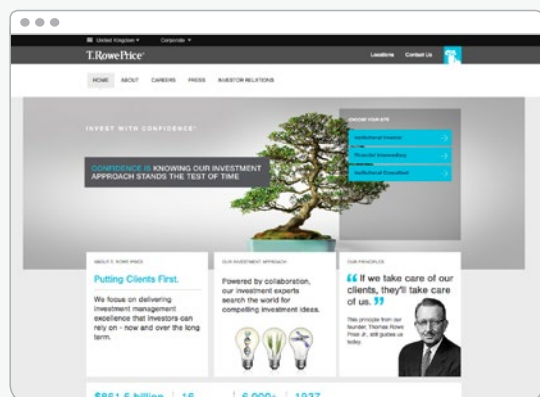 United Kingdom
Corporate
T.RowePrice
Locations
Contact Us
HOME
ABOUT
CAREERS
PRESS
INVESTOR RELATIONS
INVEST WITH CONFIDENCE
CONFIDENCE IS KNOWING OUR INVESTMENT
APPROACH STANDS THE TEST OF TIME
CHOOSE YOUR SITE
Institutional Investor
Financial Intermediary
Institutional Consultant
ABOUT T. ROWE PRICE
Putting Clients First.
We focus on delivering
investment management
excellence that investors can
rely on - now and over the long
term.
OUR INVESTMENT APPROACH
Powered by collaboration,
our investment experts
search the world for
compelling investment ideas.
OUR PRINCIPLES
“ If we take care of our
clients, they'll take care
of us. ”
This principle from our
founder, Thomas Rowe
Price Jr., still guides us
today.
16
6,000+
1937